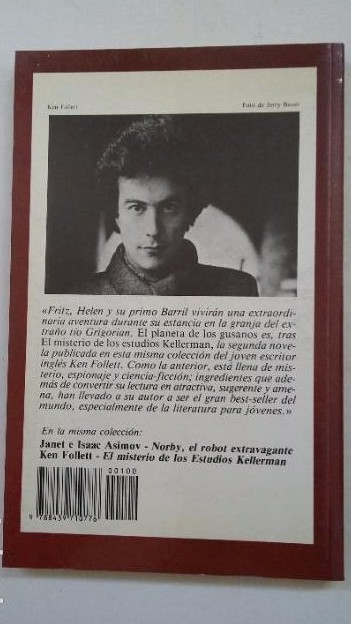 Ken Follett
Foto de Jerry Bauer
«Fritz, Helen y su primo Barril vivirán una extraordi-
naria aventura durante su estancia en la granja del ex-
traño tío Grigorian. El planeta de los gusanos es, tras
El misterio de los estudios Kellerman, la segunda nove-
la publicada en esta misma colección del joven escritor
inglés Ken Follett. Como la anterior, está llena de mis-
terio, espionaje y ciencia-ficción; ingredientes que ade-
más de convertir su lectura en atractiva, sugerente y ame-
na, han llevado a su autor a ser el gran best-seller del
mundo, especialmente de la literatura para jóvenes.»
En la misma colección:
Janet e Isaac Asimov - Norby, el robot extravagante
Ken Follett - El misterio de los Estudios Kellerman
00100
9 788439 710776